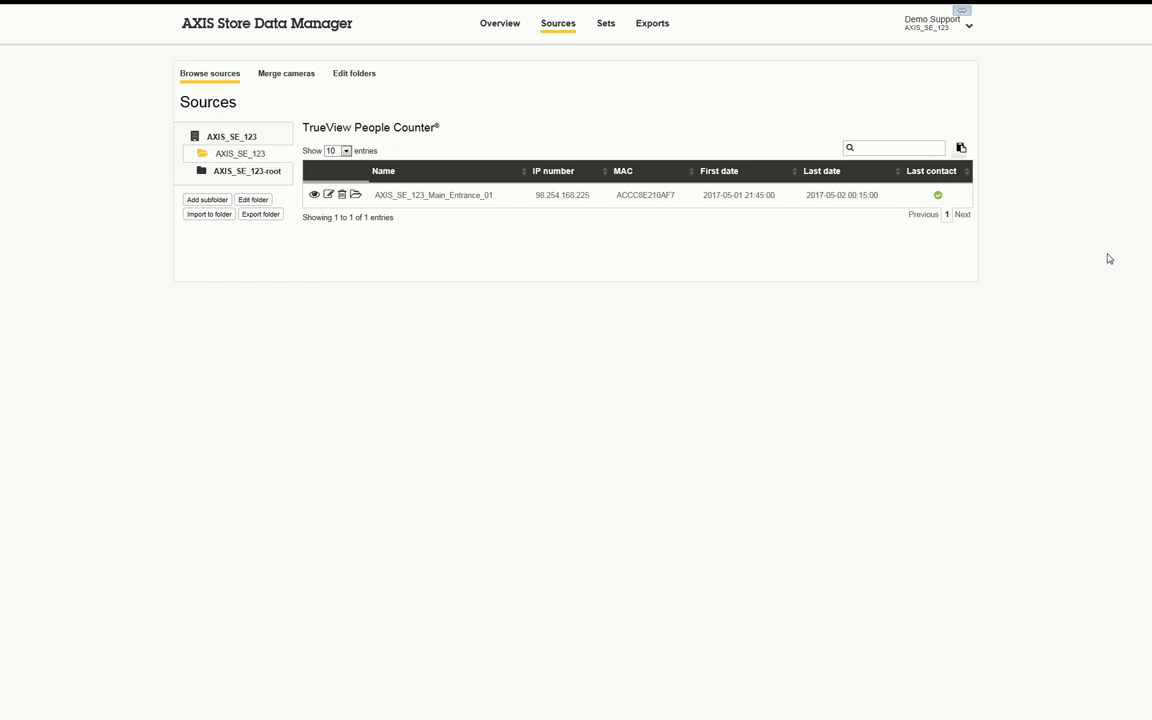 AXIS Store Data Manager
Overview
Sources
Sets
Exports
Demo Support
AXIS_SE_123
Browse sources
Merge cameras
Edit folders
Sources
AXIS_SE_123
AXIS_SE_123
AXIS_SE_123-root
Add subfolder
Edit folder
Import to folder
Export folder
TrueView People Counter®
Show 10 entries
Name IP number MAC First date Last date Last contact
AXIS_SE_123_Main_Entrance_01 98.254.168.225 ACCC8E210AF7 2017-05-01 21:45:00 2017-05-02 00:15:00
Showing 1 to 1 of 1 entries
Previous 1 Next